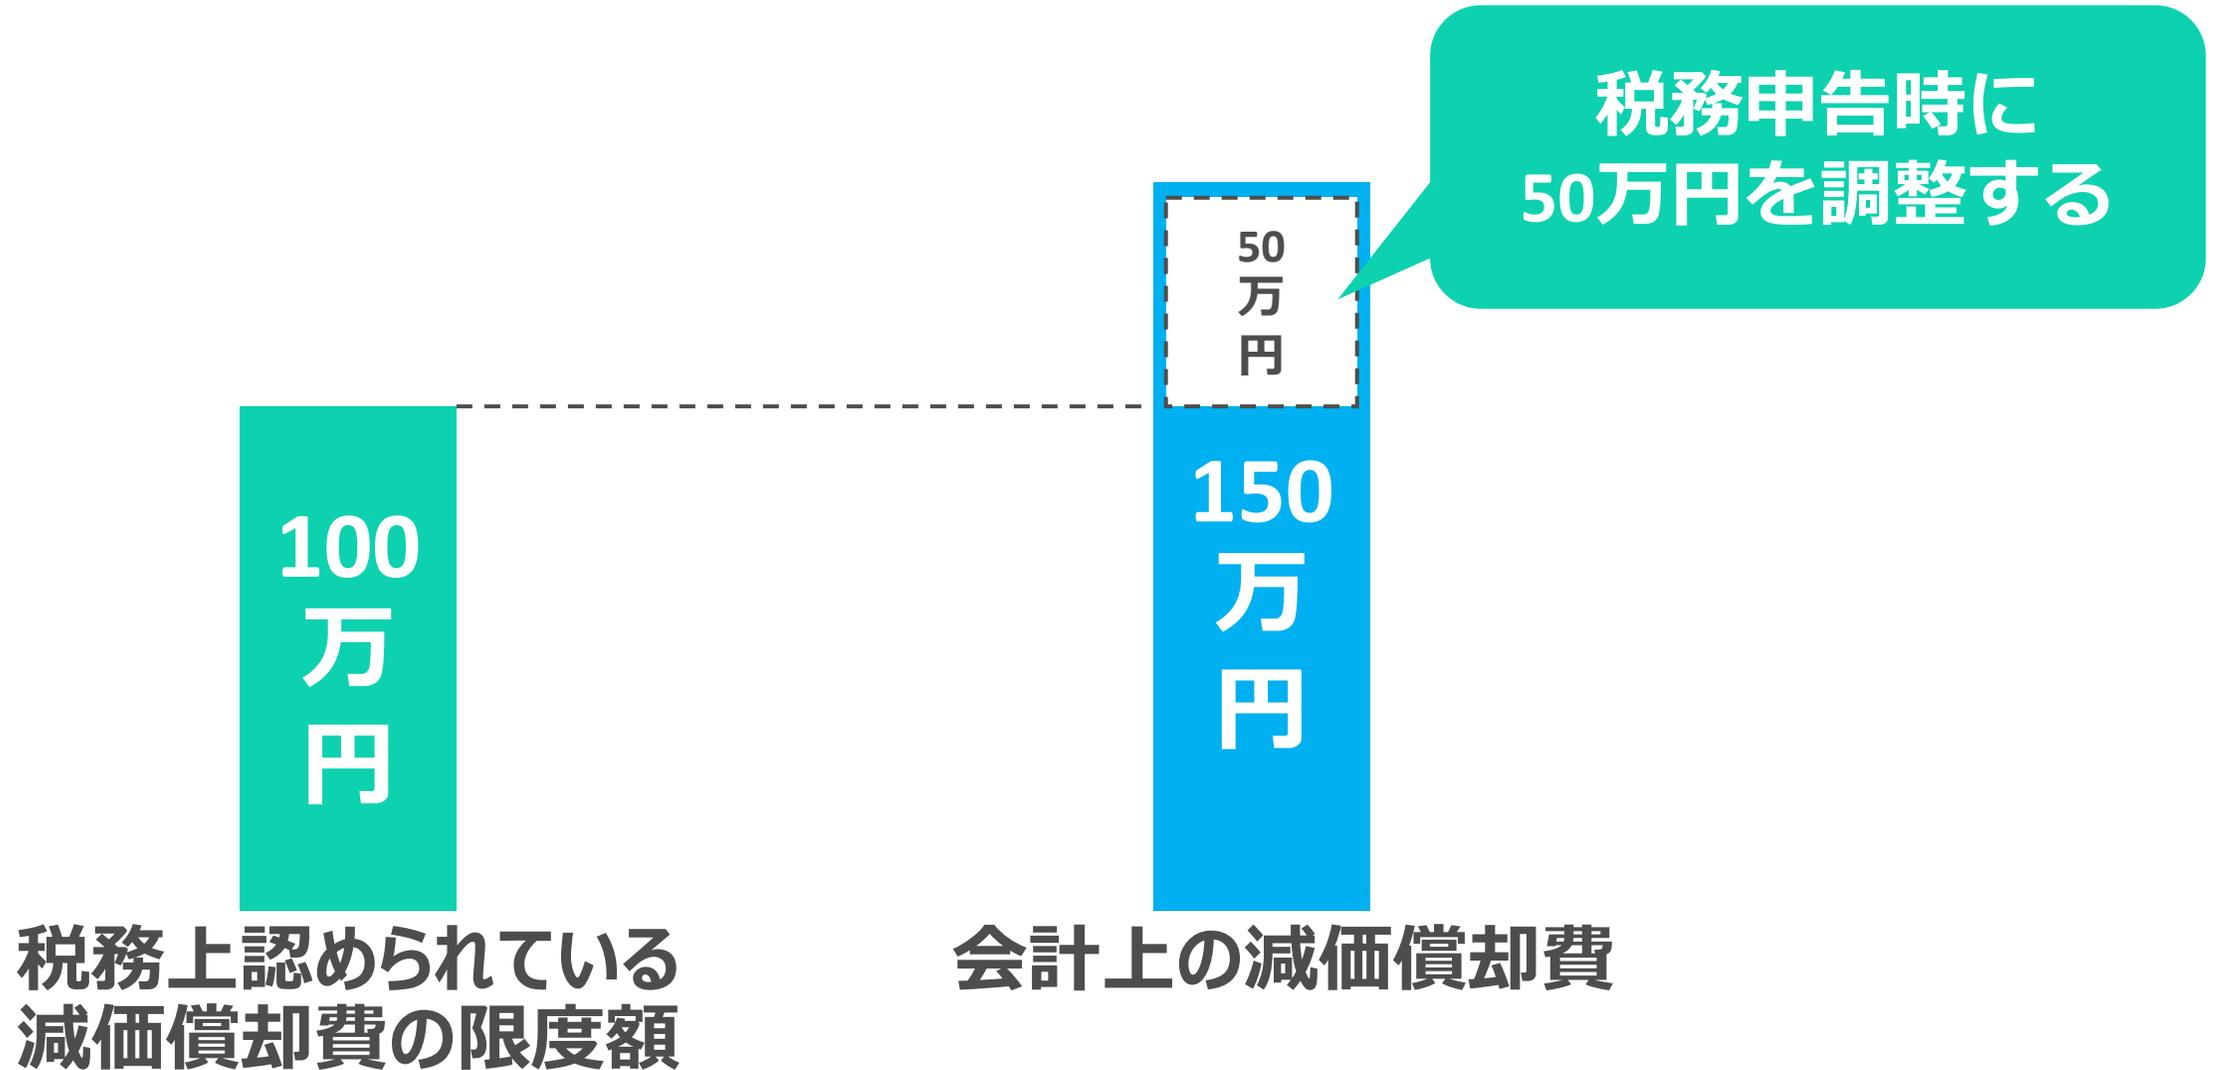 税務申告時に
50万円を調整する
50
万
円
100
万
円
150
万
円
税務上認められている
減価償却費の限度額
会計上の減価償却費